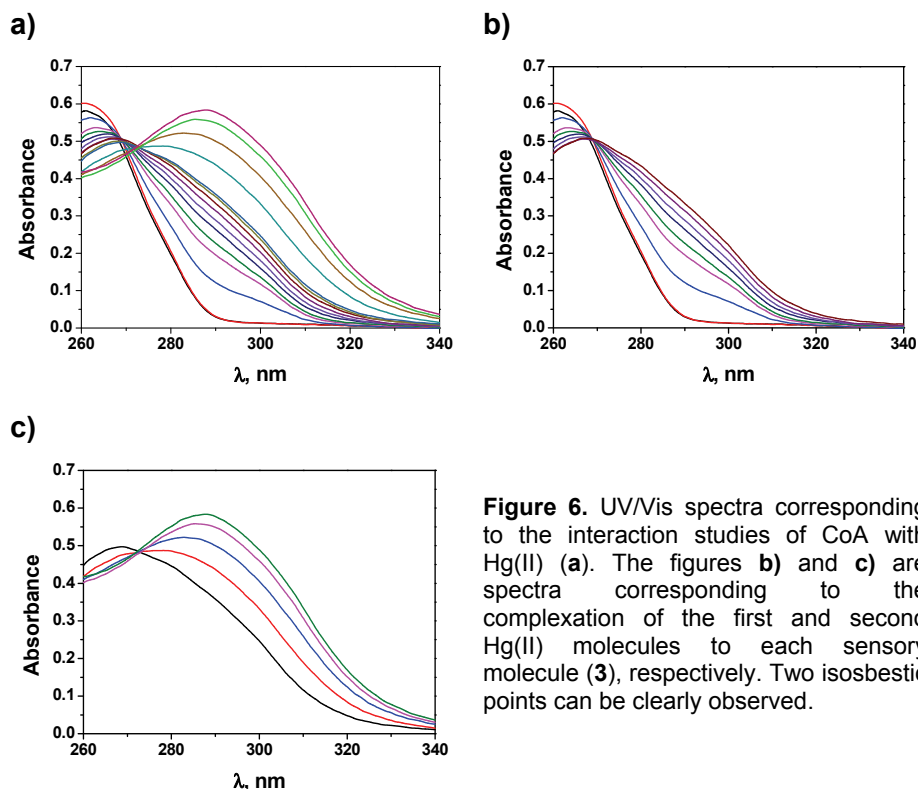 a)
0.7
0.6
0.5
0.4
0.3
0.2
0.1
0.0
260 280 300 320 340
Absorbance
λ, nm
b)
0.7
0.6
0.5
0.4
0.3
0.2
0.1
0.0
260 280 300 320 340
Absorbance
λ, nm
c)
0.7
0.6
0.5
0.4
0.3
0.2
0.1
0.0
260 280 300 320 340
Absorbance
λ, nm
Figure 6. UV/Vis spectra corresponding
to the interaction studies of CoA with
Hg(II) (a). The figures b) and c) are
spectra corresponding to the
complexation of the first and second
Hg(II) molecules to each sensory
molecule (3), respectively. Two isosbestic
points can be clearly observed.